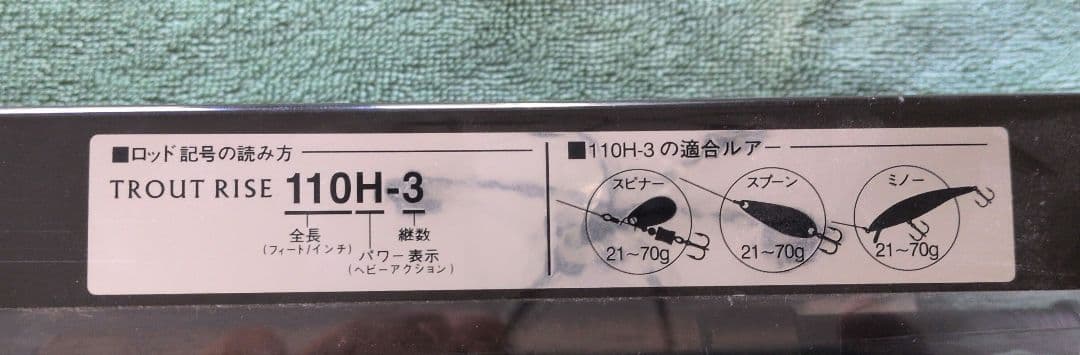 ■ロッド記号の読み方
TROUT RISE 110H-3
全長
(フィート/インチ)
継数
パワー表示
(ヘビーアクション)
■110H-3の適合ルアー
スピナー
21~70g
スプーン
21~70g
ミノー
21~70g